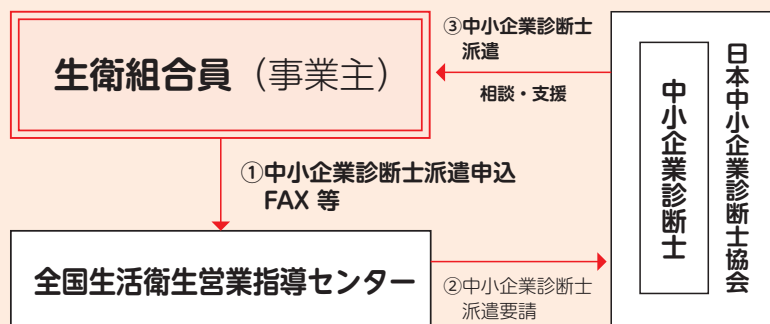 生衛組合員（事業主）
①中小企業診断士派遣申込
FAX 等
全国生活衛生営業指導センター
②中小企業診断士
派遣要請
③中小企業診断士
派遣
相談・支援
日本中小企業診断士協会
中小企業診断士